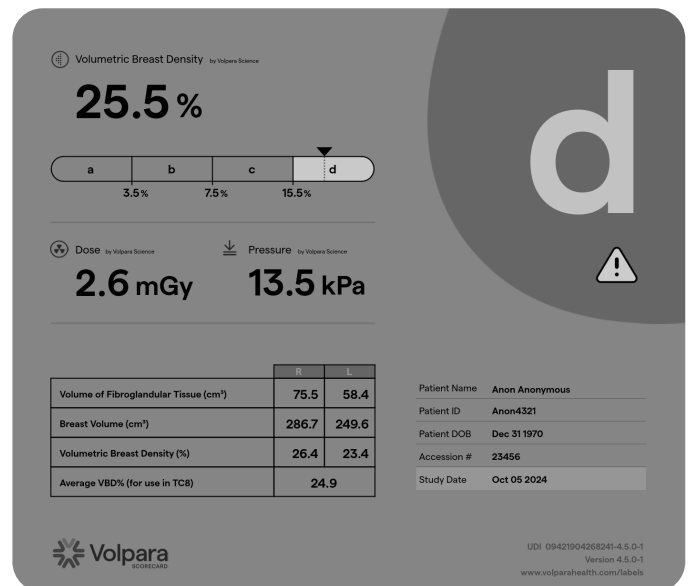 Volumetric Breast Density by Volpara Science
25.5 %
d
a b c d
3.5% 7.5% 15.5%
Dose by Volpara Science
2.6 mGy
Pressure by Volpara Science
13.5 kPa
R L
Volume of Fibroglandular Tissue (cm³) 75.5 58.4
Breast Volume (cm³) 286.7 249.6
Volumetric Breast Density (%) 26.4 23.4
Average VBD% (for use in TC8) 24.9
Patient Name Anon Anonymous
Patient ID Anon4321
Patient DOB Dec 31 1970
Accession # 23456
Study Date Oct 05 2024
Volpara
SCORECARD
UDI 09421904268241-4.5.0-1
Version 4.5.0-1
www.volparahealth.com/labels